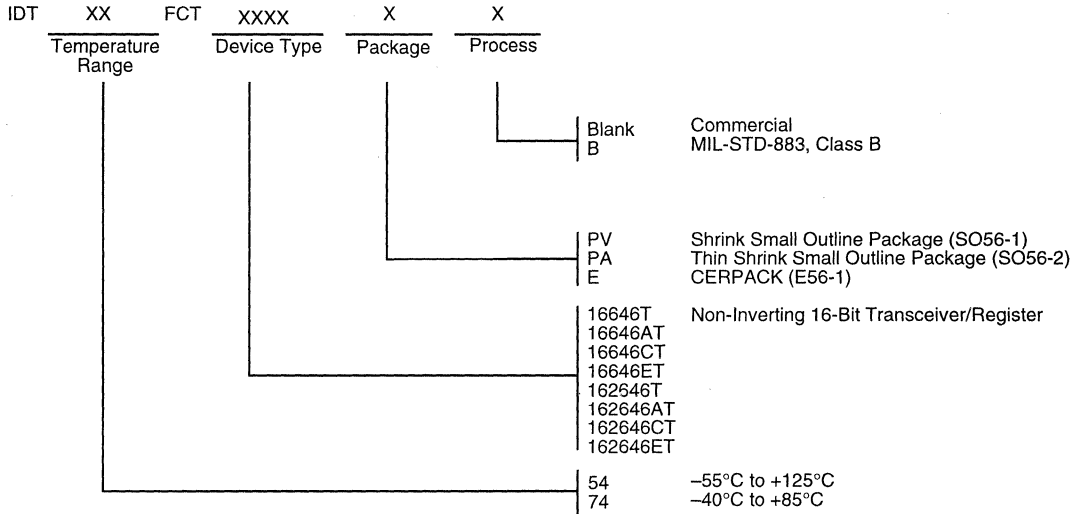 IDT XX FCT XXXX X X
Temperature Range Device Type Package Process
Blank Commercial
B MIL-STD-883, Class B
PV Shrink Small Outline Package (SO56-1)
PA Thin Shrink Small Outline Package (SO56-2)
E CERPACK (E56-1)
16646T Non-Inverting 16-Bit Transceiver/Register
16646AT
16646CT
16646ET
162646T
162646AT
162646CT
162646ET
54 –55°C to +125°C
74 –40°C to +85°C